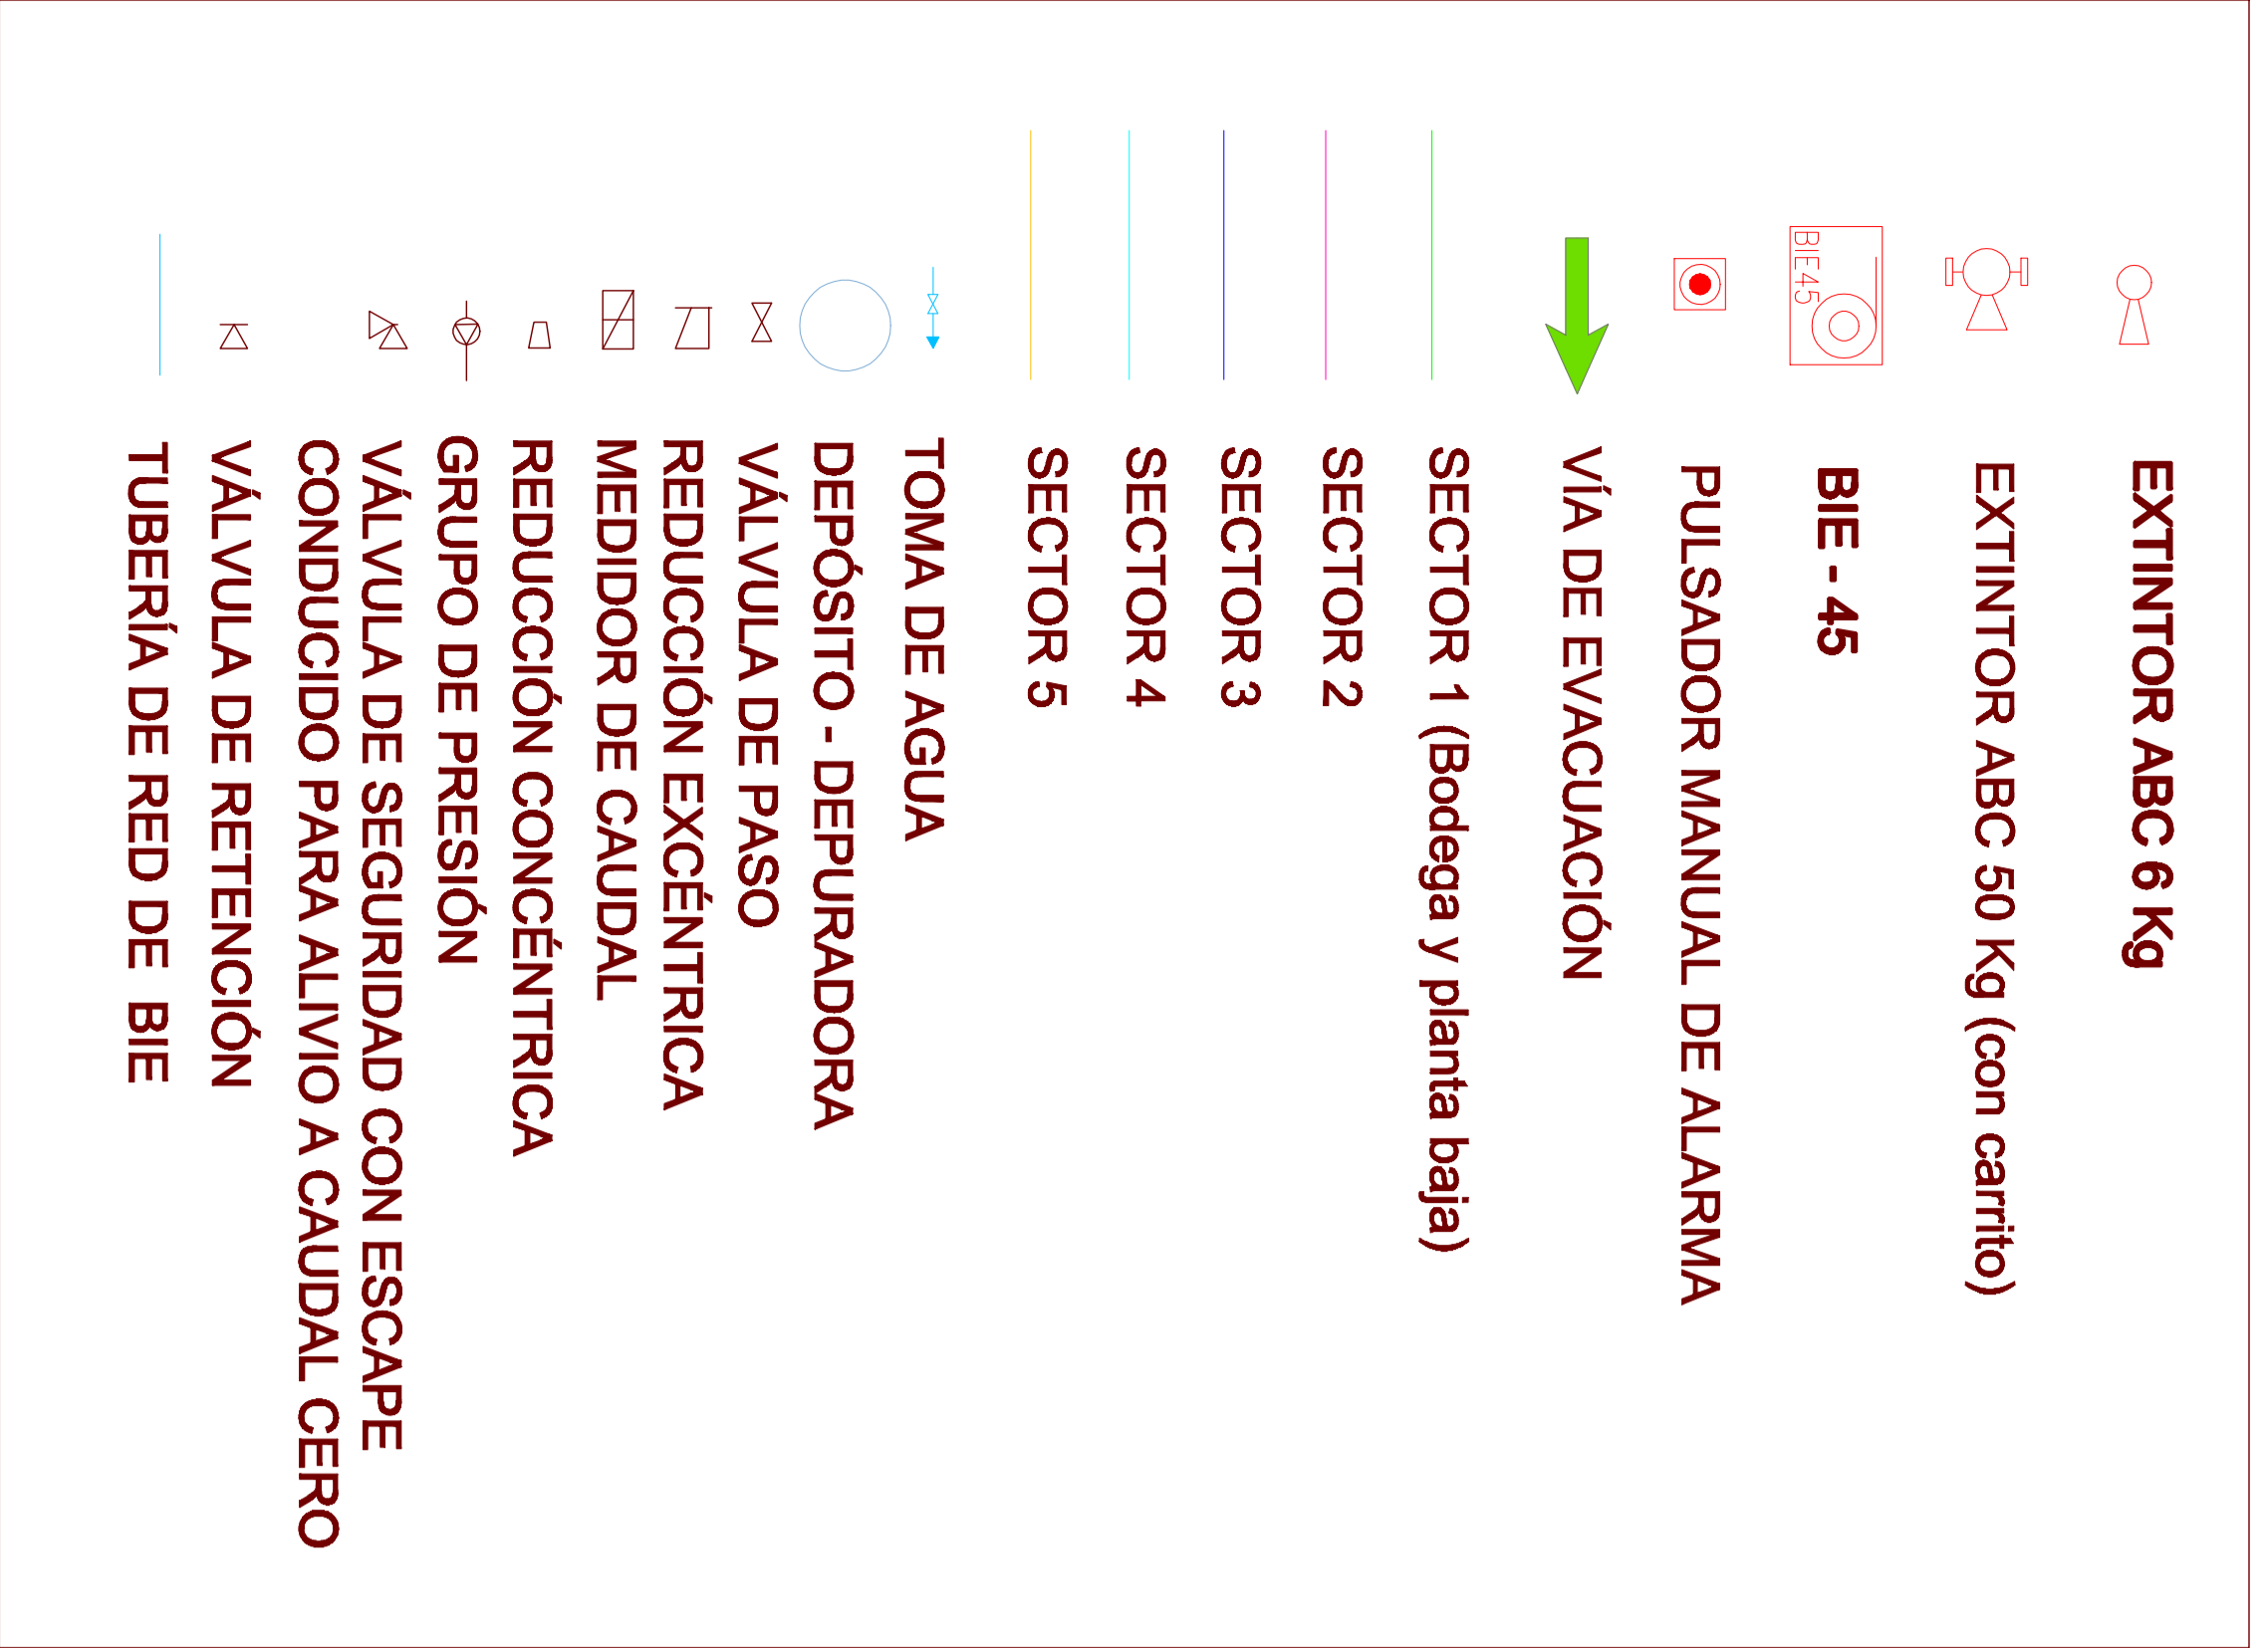 EXTINTOR ABC 6 Kg
EXTINTOR ABC 50 Kg (con carrito)
BIE45
BIE - 45
PULSADOR MANUAL DE ALARMA
VÍA DE EVACUACIÓN
SECTOR 1 (Bodega y planta baja)
SECTOR 2
SECTOR 3
SECTOR 4
SECTOR 5
TOMA DE AGUA
DEPÓSITO - DEPURADORA
VÁLVULA DE PASO
REDUCCIÓN EXCÉNTRICA
MEDIDOR DE CAUDAL
REDUCCIÓN CONCÉNTRICA
GRUPO DE PRESIÓN
VÁLVULA DE SEGURIDAD CON ESCAPE
CONDUCIDO PARA ALIVIO A CAUDAL CERO
VÁLVULA DE RETENCIÓN
TUBERÍA DE RED DE BIE